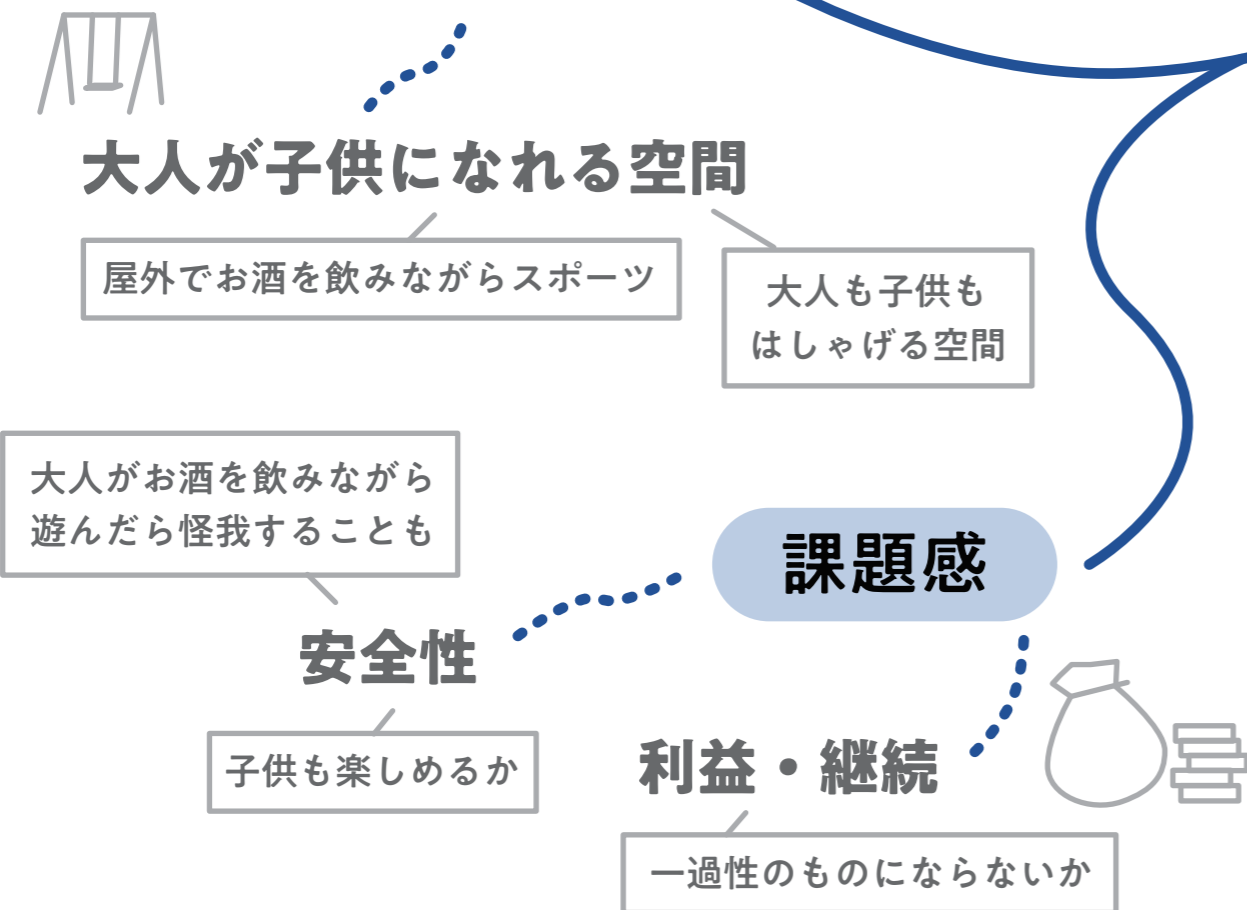 大人が子供になれる空間
屋外でお酒を飲みながらスポーツ
大人も子供も
はしゃげる空間
大人がお酒を飲みながら
遊んだら怪我することも
課題感
安全性
子供も楽しめるか
利益・継続
一過性のものにならないか